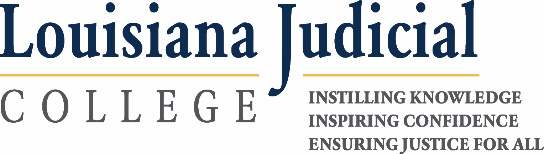 Louisiana Judicial
COLLEGE
INSTILLING KNOWLEDGE
INSPIRING CONFIDENCE
ENSURING JUSTICE FOR ALL